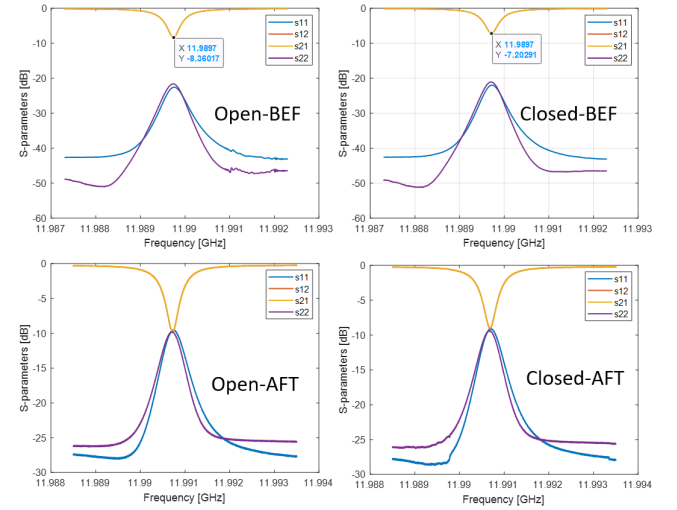 S-parameters [dB]
0
-10
-20
-30
-40
-50
-60
s11
s12
s21
s22
X 11.9897
Y -8.36017
Open-BEF
11.987
11.988
11.989
11.99
11.991
11.992
11.993
Frequency [GHz]
S-parameters [dB]
0
-10
-20
-30
-40
-50
-60
s11
s12
s21
s22
X 11.9897
Y -7.20291
Closed-BEF
11.987
11.988
11.989
11.99
11.991
11.992
11.993
Frequency [GHz]
S-parameters [dB]
0
-5
-10
-15
-20
-25
-30
s11
s12
s21
s22
Open-AFT
11.988
11.989
11.99
11.991
11.992
11.993
11.994
Frequency [GHz]
S-parameters [dB]
0
-5
-10
-15
-20
-25
-30
s11
s12
s21
s22
Closed-AFT
11.988
11.989
11.99
11.991
11.992
11.993
11.994
Frequency [GHz]